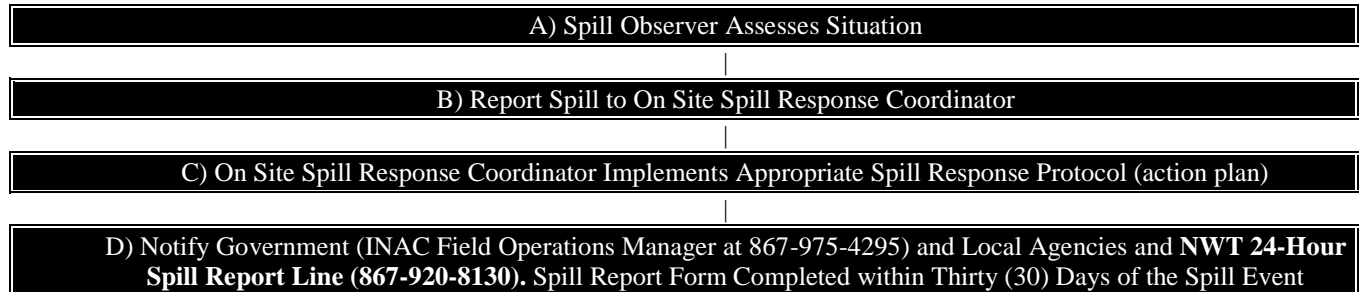 A) Spill Observer Assesses Situation
|
B) Report Spill to On Site Spill Response Coordinator
|
C) On Site Spill Response Coordinator Implements Appropriate Spill Response Protocol (action plan)
|
D) Notify Government (INAC Field Operations Manager at 867-975-4295) and Local Agencies and NWT 24-Hour
Spill Report Line (867-920-8130). Spill Report Form Completed within Thirty (30) Days of the Spill Event